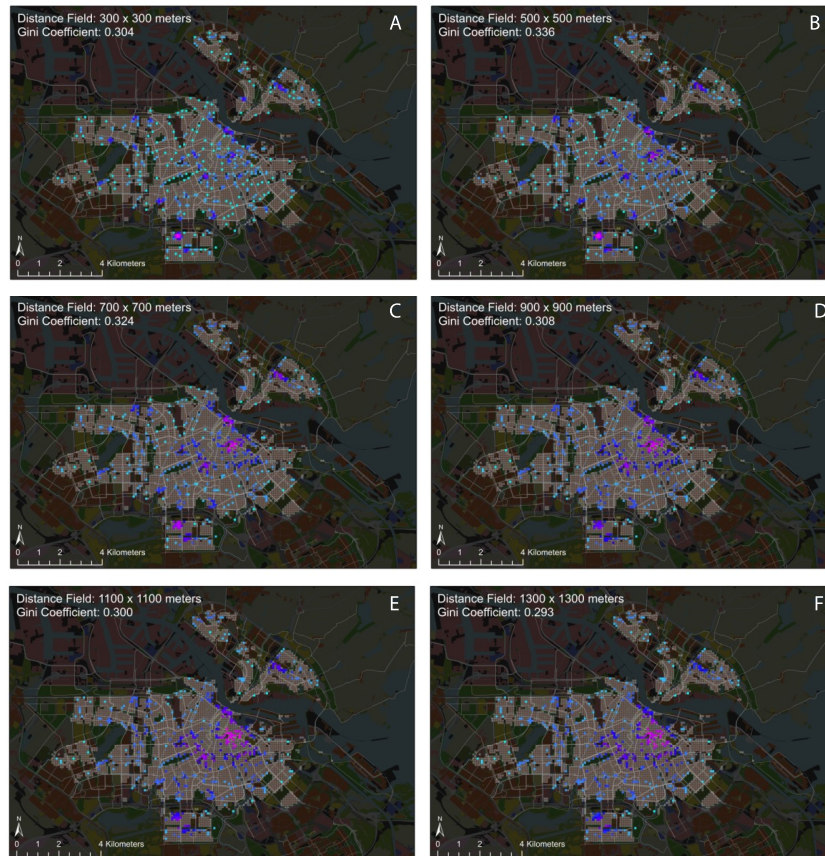 Distance Field: 300 x 300 meters
Gini Coefficient: 0.304
A
N
0 1 2 4 Kilometers
Distance Field: 500 x 500 meters
Gini Coefficient: 0.336
B
N
0 1 2 4 Kilometers
Distance Field: 700 x 700 meters
Gini Coefficient: 0.324
C
N
0 1 2 4 Kilometers
Distance Field: 900 x 900 meters
Gini Coefficient: 0.308
D
N
0 1 2 4 Kilometers
Distance Field: 1100 x 1100 meters
Gini Coefficient: 0.300
E
N
0 1 2 4 Kilometers
Distance Field: 1300 x 1300 meters
Gini Coefficient: 0.293
F
N
0 1 2 4 Kilometers